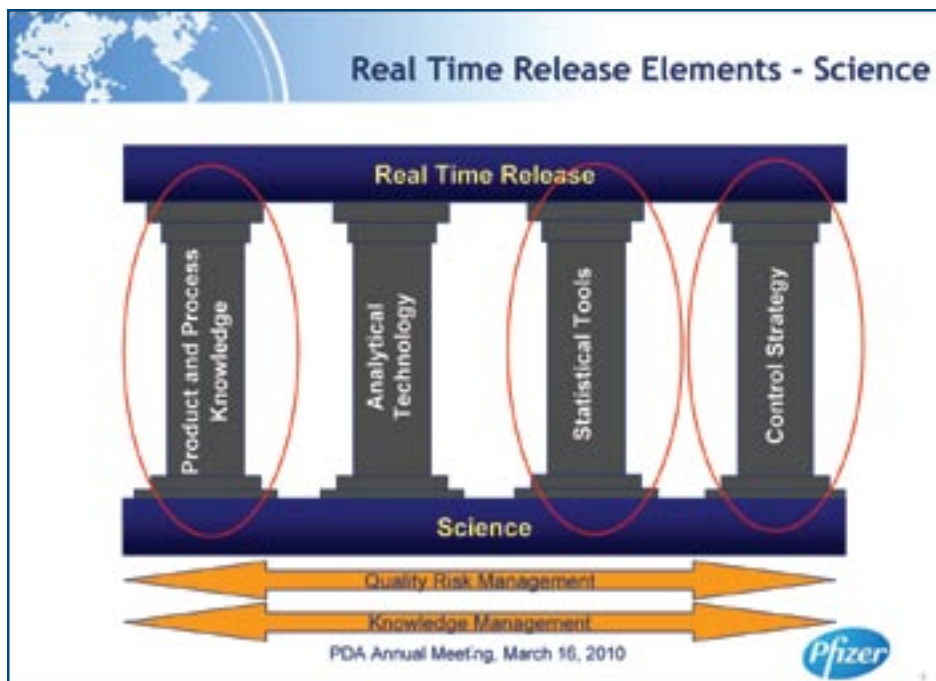 Real Time Release Elements - Science
Real Time Release
Product and Process
Knowledge
Analytical
Technology
Statistical Tools
Control Strategy
Science
Quality Risk Management
Knowledge Management
PDA Annual Meeting, March 16, 2010
Pfizer